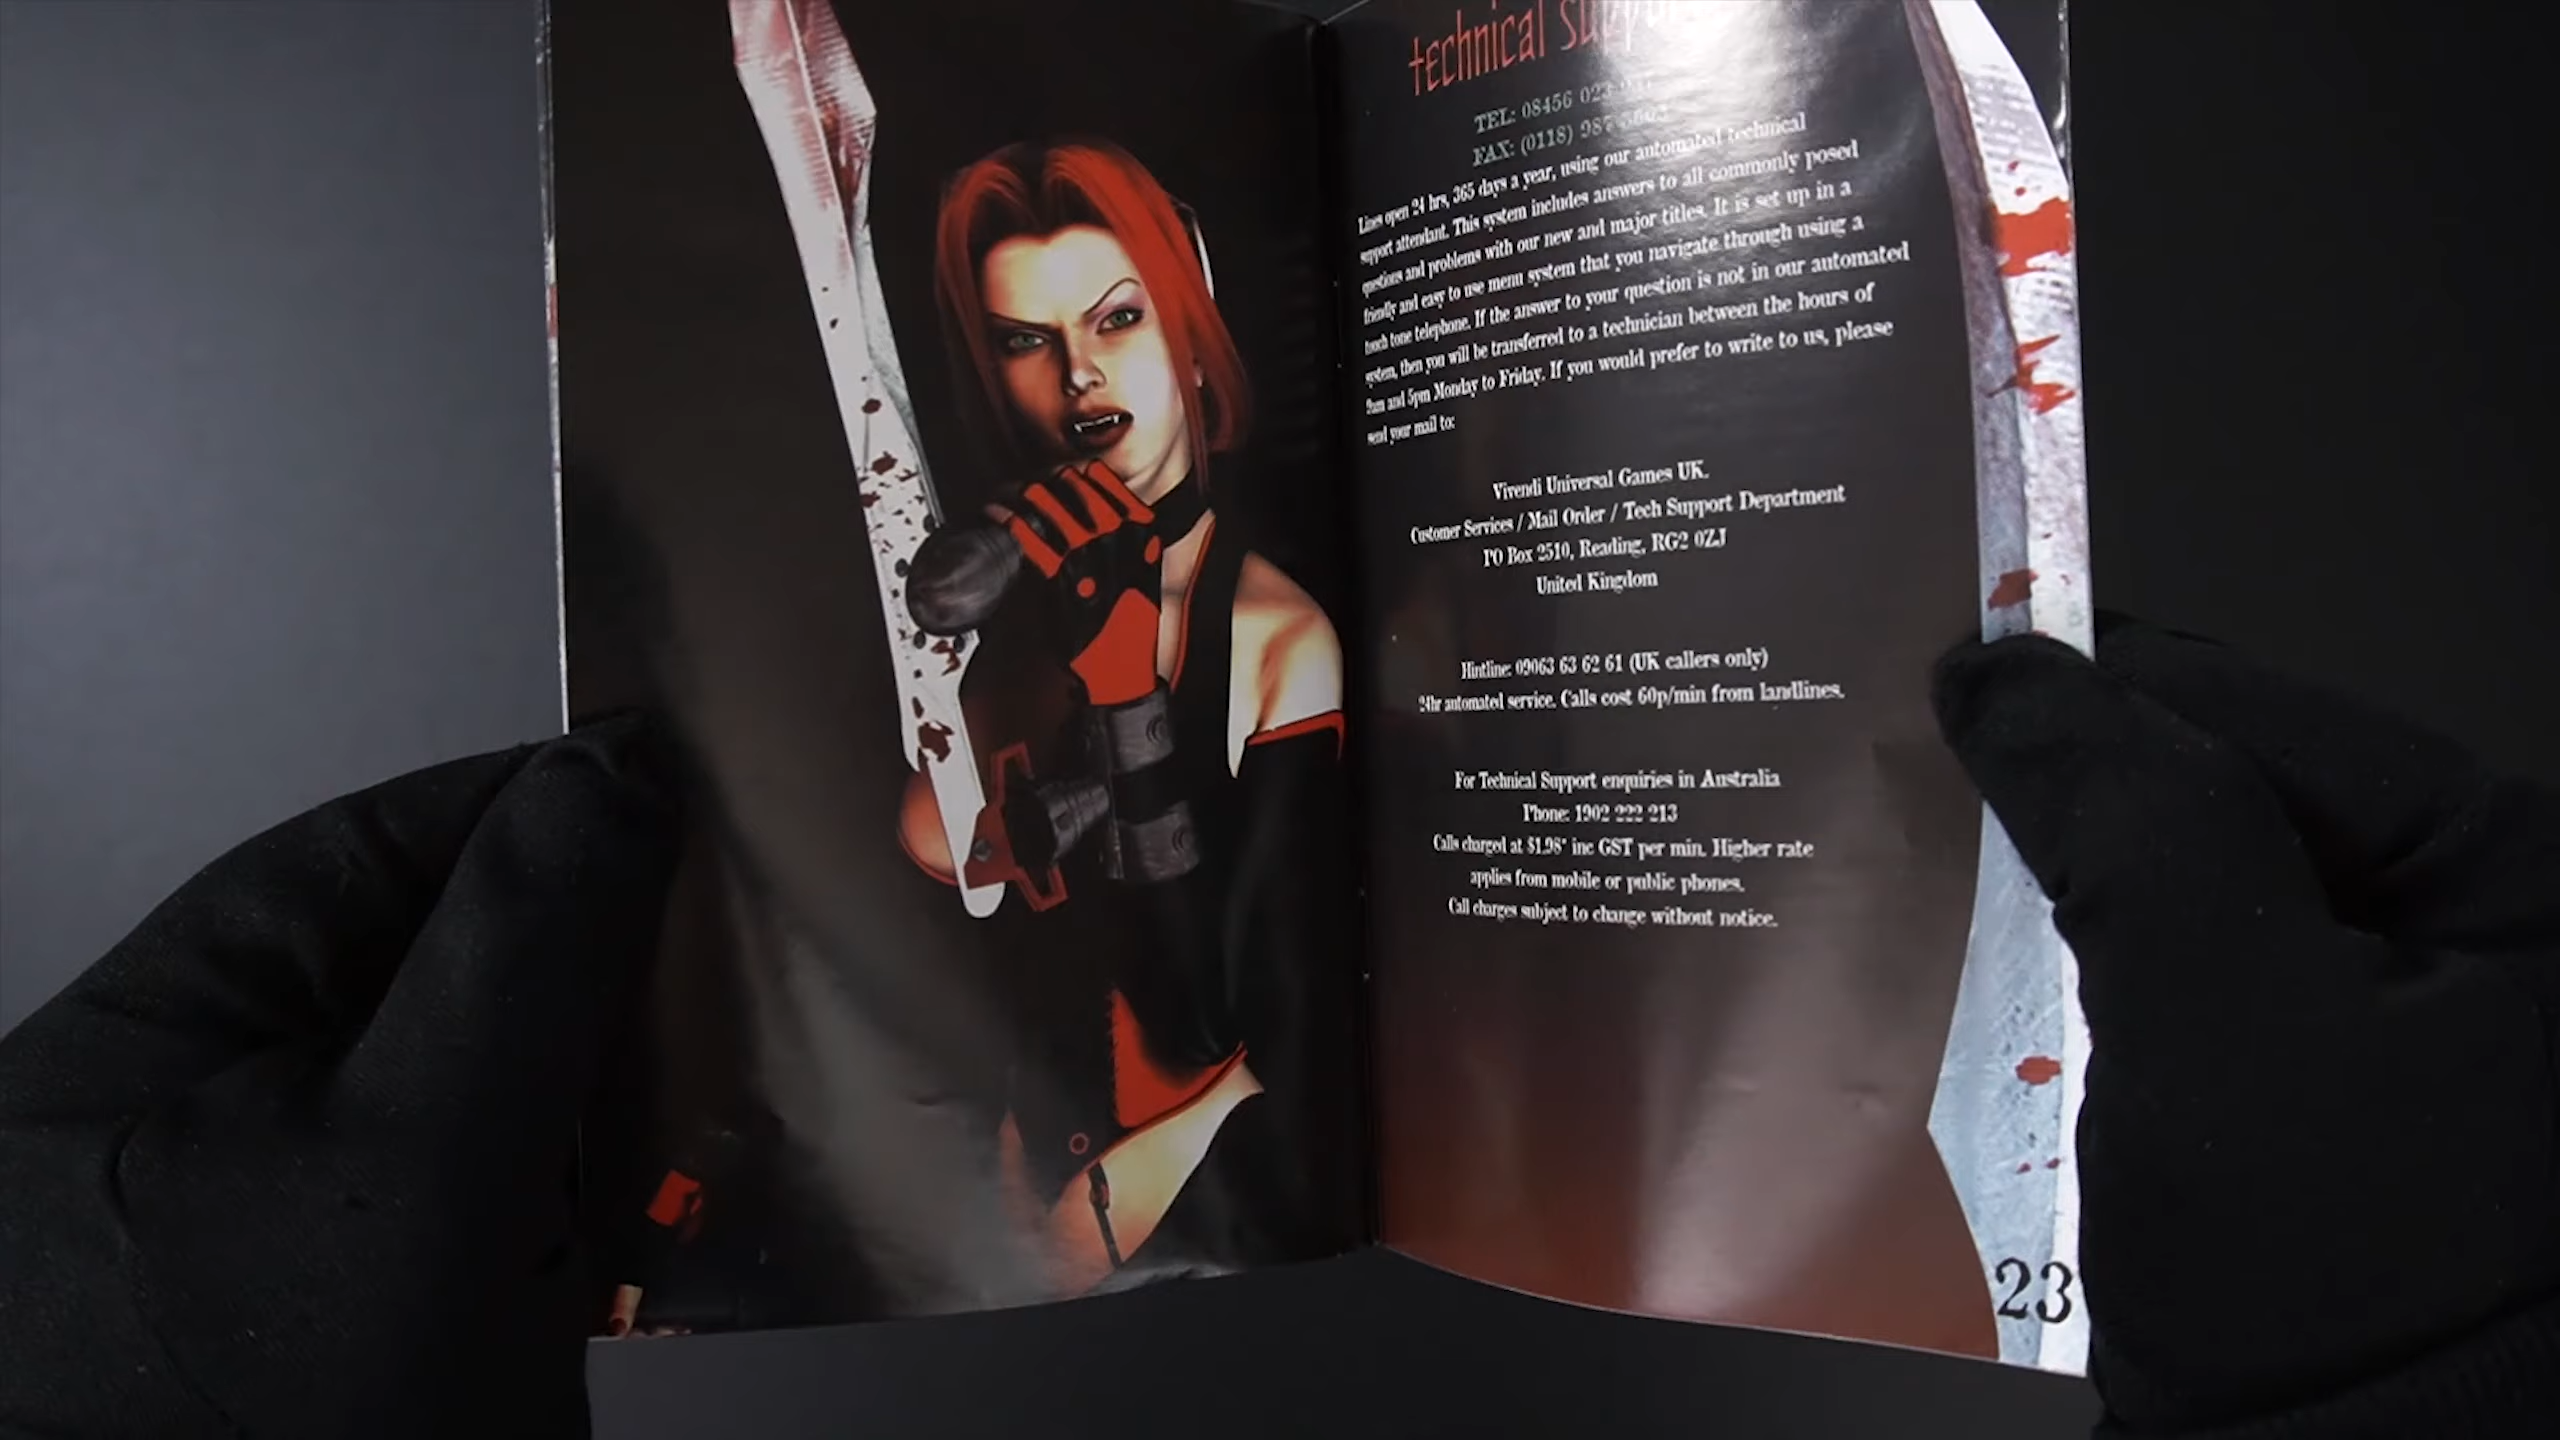 technical
TEL: 08456 023
FAX: (0118) 987
Lines open 24 hrs, 365 days a year, using our automated technical
support attendant. This system includes answers to all commonly posed
questions and problems with our new and major titles. It is set up in a
friendly and easy to use menu system that you navigate through using a
touch tone telephone. If the answer to your question is not in our automated
system, then you will be transferred to a technician between the hours of
9am and 5pm Monday to Friday. If you would prefer to write to us, please
send your mail to:
Vivendi Universal Games UK.
Customer Services / Mail Order / Tech Support Department
PO Box 2510, Reading, RG2 0ZJ
United Kingdom
Hintline: 09063 63 62 61 (UK callers only)
24hr automated service. Calls cost 60p/min from landlines.
For Technical Support enquiries in Australia
Phone: 1902 222 213
Calls charged at $1.98* inc GST per min. Higher rate
applies from mobile or public phones.
Call charges subject to change without notice.
23